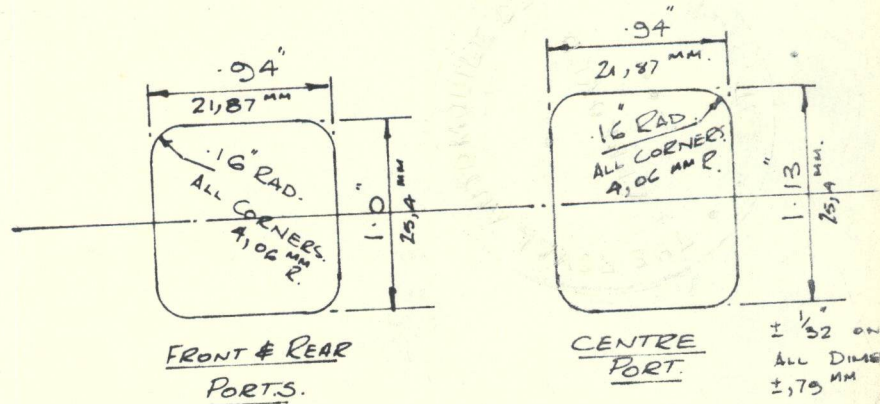 .94"
21,87 MM
.16" RAD.
ALL CORNERS.
4,06 MM
R.
1.0"
25,4 MM
FRONT & REAR
PORTS.
.94"
21,87 MM.
.16" RAD.
ALL CORNERS.
4,06 MM R.
1.13"
25,4 MM.
CENTRE
PORT.
± 1/32" ON
ALL DIME
±,79 MM